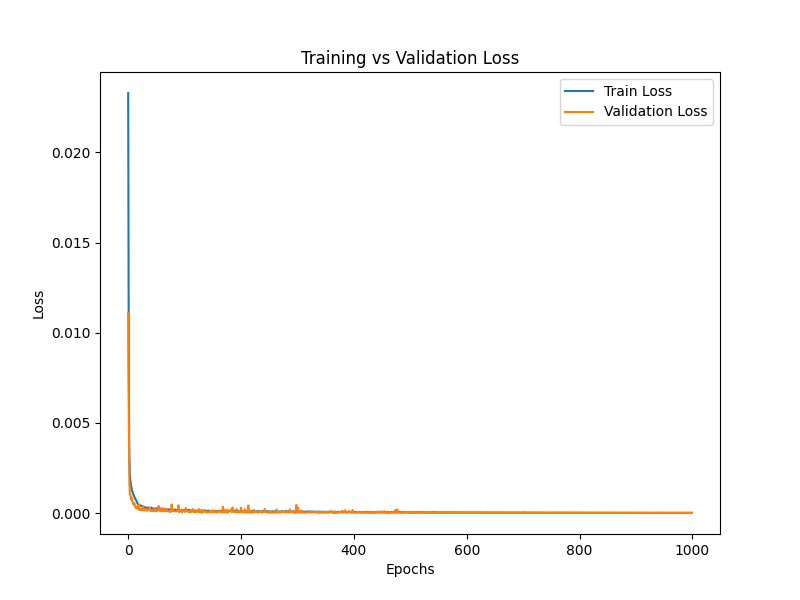 Training vs Validation Loss
Train Loss
Validation Loss
0.020
0.015
0.010
0.005
0.000
Loss
0 200 400 600 800 1000
Epochs